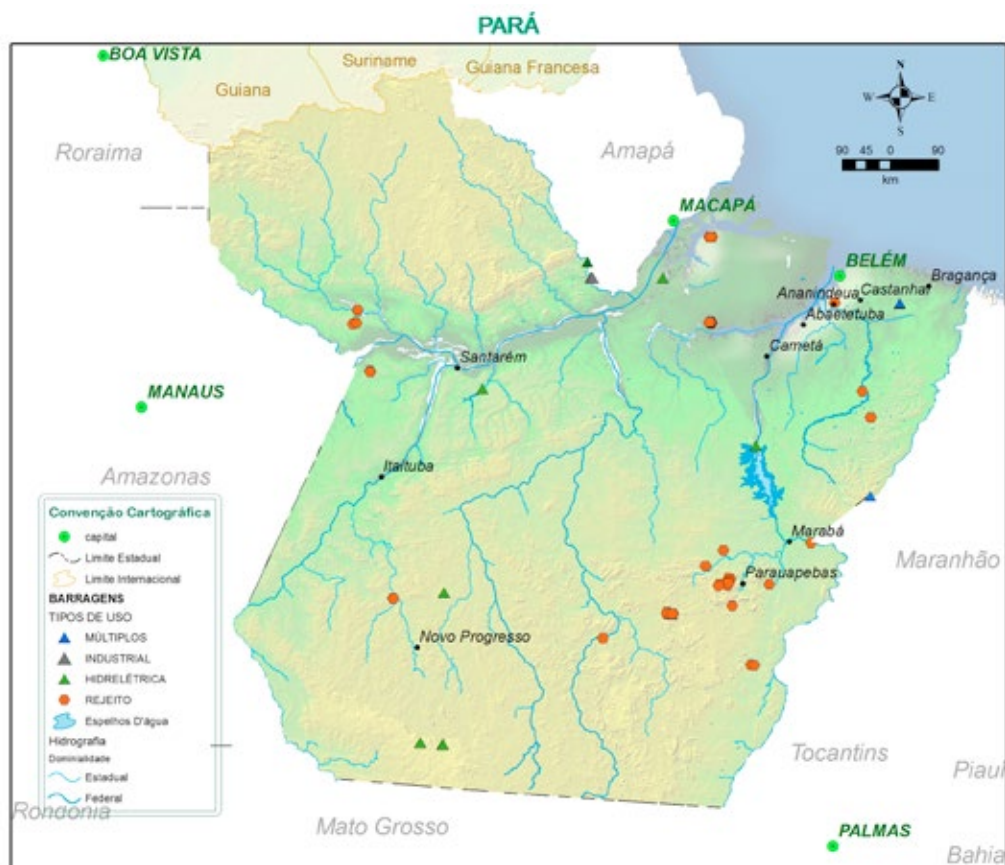 PARÁ
BOA VISTA
Suriname
Guiana Francesa
Guiana
N
W E
S
Roraima
Amapá
90 45 0 90
km
MACAPÁ
BELÉM
Bragança
Ananindeua
Castanhal
Abaetetuba
Cametá
Santarém
MANAUS
Itaituba
Amazonas
Marabá
Maranhão
Parauapebas
Novo Progresso
Tocantins
Piauí
Rondônia
Mato Grosso
PALMAS
Bahia
Convenção Cartográfica
capital
Limite Estadual
Limite Internacional
BARRAGENS
TIPOS DE USO
MÚLTIPLOS
INDUSTRIAL
HIDRELÉTRICA
REJEITO
Espelhos D'água
Hidrografia
Dominialidade
Estadual
Federal